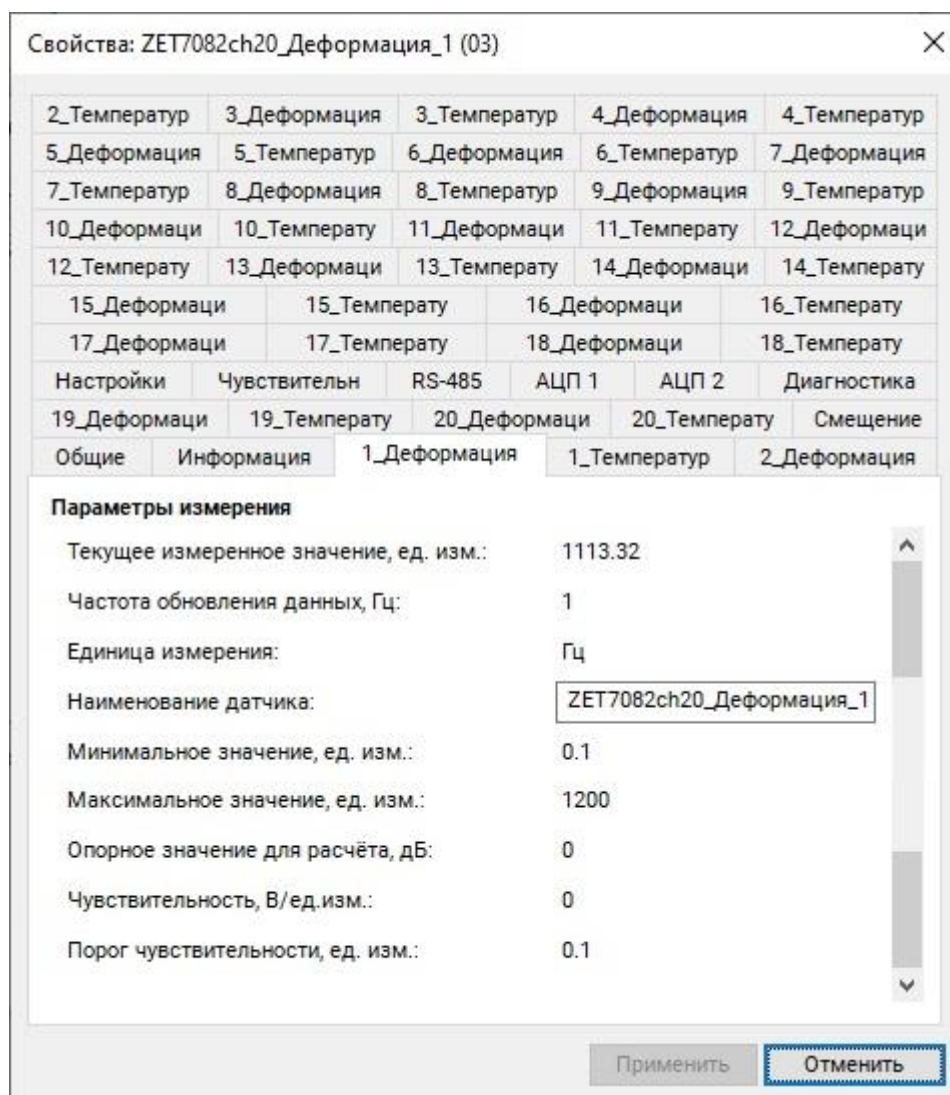 Свойства: ZET7082ch20_Деформация_1 (03)
2_Температур 3_Деформация 3_Температур 4_Деформация 4_Температур
5_Деформация 5_Температур 6_Деформация 6_Температур 7_Деформация
7_Температур 8_Деформация 8_Температур 9_Деформация 9_Температур
10_Деформаци 10_Температу 11_Деформаци 11_Температу 12_Деформаци
12_Температу 13_Деформаци 13_Температу 14_Деформаци 14_Температу
15_Деформаци 15_Температу 16_Деформаци 16_Температу
17_Деформаци 17_Температу 18_Деформаци 18_Температу
Настройки Чувствительн RS-485 АЦП 1 АЦП 2 Диагностика
19_Деформаци 19_Температу 20_Деформаци 20_Температу Смещение
Общие Информация 1_Деформация 1_Температур 2_Деформация
Параметры измерения
Текущее измеренное значение, ед. изм.: 1113.32
Частота обновления данных, Гц: 1
Единица измерения: Гц
Наименование датчика: ZET7082ch20_Деформация_1
Минимальное значение, ед. изм.: 0.1
Максимальное значение, ед. изм.: 1200
Опорное значение для расчёта, дБ: 0
Чувствительность, В/ед.изм.: 0
Порог чувствительности, ед. изм.: 0.1
Применить Отменить